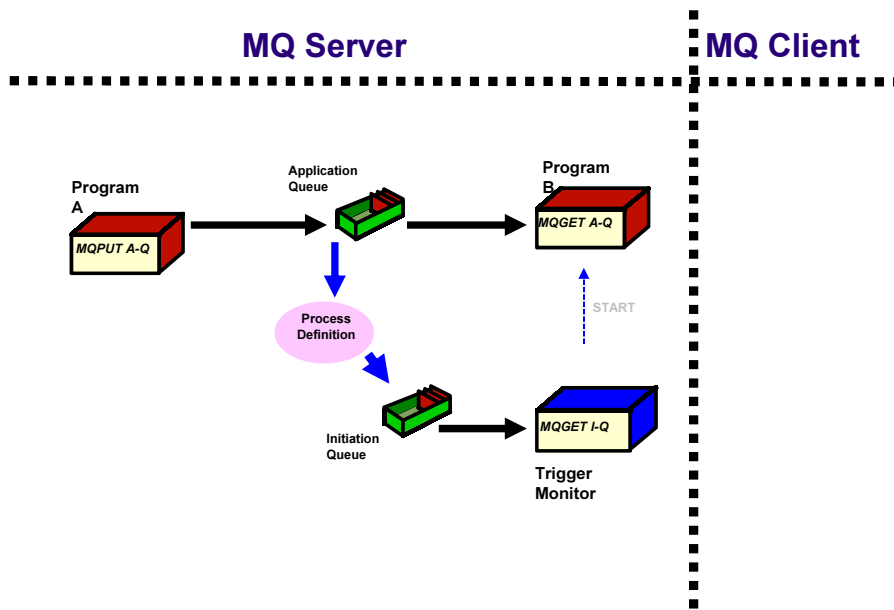 MQ Server
MQ Client
Program
A
MQPUT A-Q
Application
Queue
Program
B
MQGET A-Q
START
Process
Definition
Initiation
Queue
MQGET I-Q
Trigger
Monitor